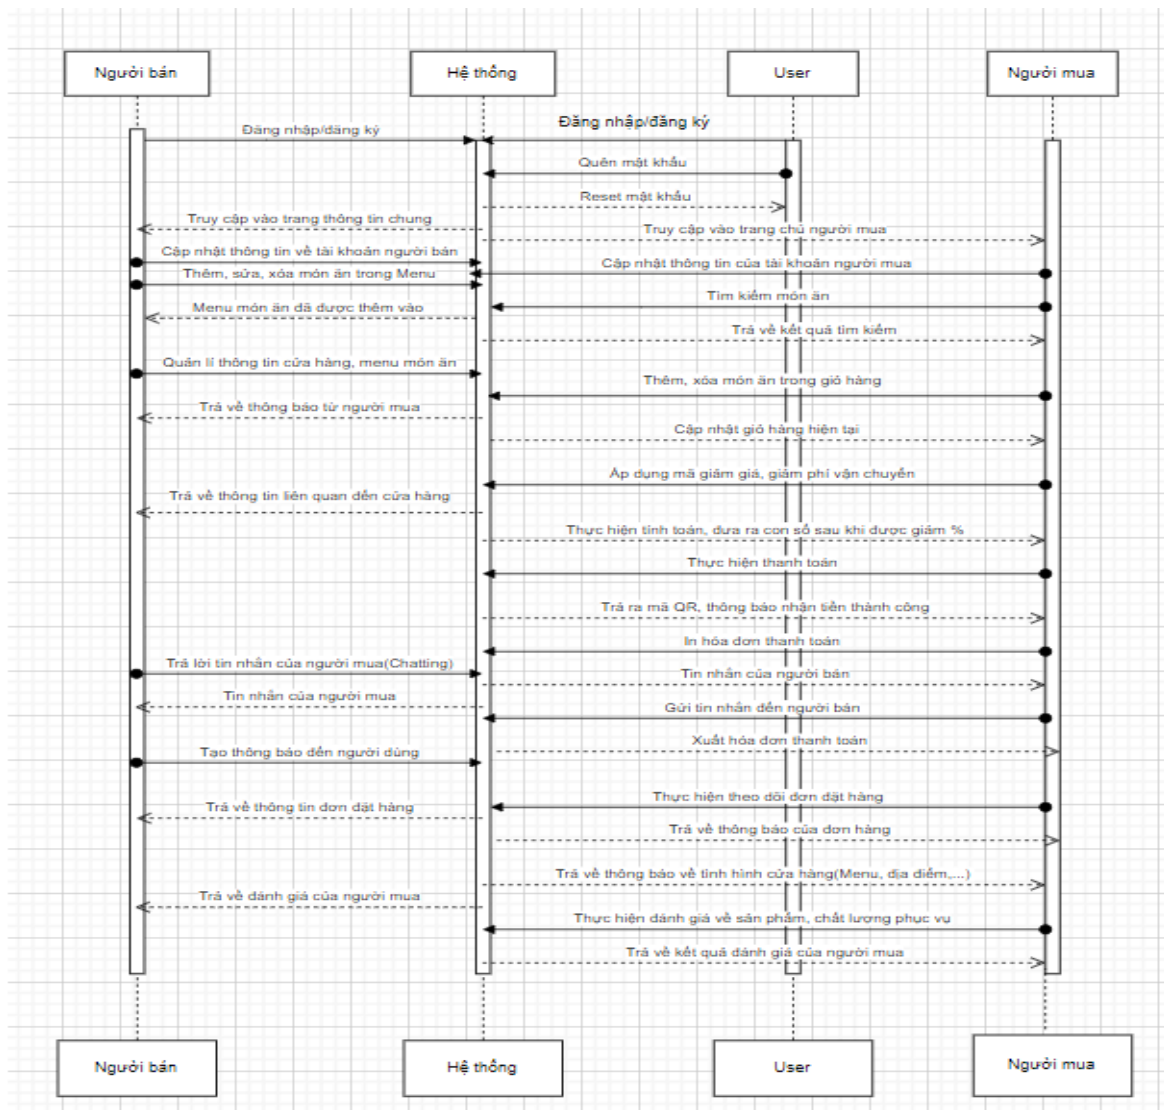 Người bán
Hệ thống
User
Người mua
Đăng nhập/đăng ký
Đăng nhập/đăng ký
Quên mật khẩu
Reset mật khẩu
Truy cập vào trang thông tin chung
Truy cập vào trang chủ người mua
Cập nhật thông tin về tài khoản người bán
Cập nhật thông tin của tài khoản người mua
Thêm, sửa, xóa món ăn trong Menu
Tìm kiếm món ăn
Menu món ăn đã được thêm vào
Trả về kết quả tìm kiếm
Quản lí thông tin cửa hàng, menu món ăn
Thêm, xóa món ăn trong giỏ hàng
Trả về thông báo từ người mua
Cập nhật giỏ hàng hiện tại
Áp dụng mã giảm giá, giảm phí vận chuyển
Trả về thông tin liên quan đến cửa hàng
Thực hiện tính toán, đưa ra con số sau khi được giảm %
Thực hiện thanh toán
Trả ra mã QR, thông báo nhận tiền thành công
In hóa đơn thanh toán
Trả lời tin nhắn của người mua(Chatting)
Tin nhắn của người bán
Tin nhắn của người mua
Gửi tin nhắn đến người bán
Xuất hóa đơn thanh toán
Tạo thông báo đến người dùng
Thực hiện theo dõi đơn đặt hàng
Trả về thông tin đơn đặt hàng
Trả về thông báo của đơn hàng
Trả về thông báo về tình hình cửa hàng(Menu, địa điểm,...)
Trả về đánh giá của người mua
Thực hiện đánh giá về sản phẩm, chất lượng phục vụ
Trả về kết quả đánh giá của người mua
Người bán
Hệ thống
User
Người mua